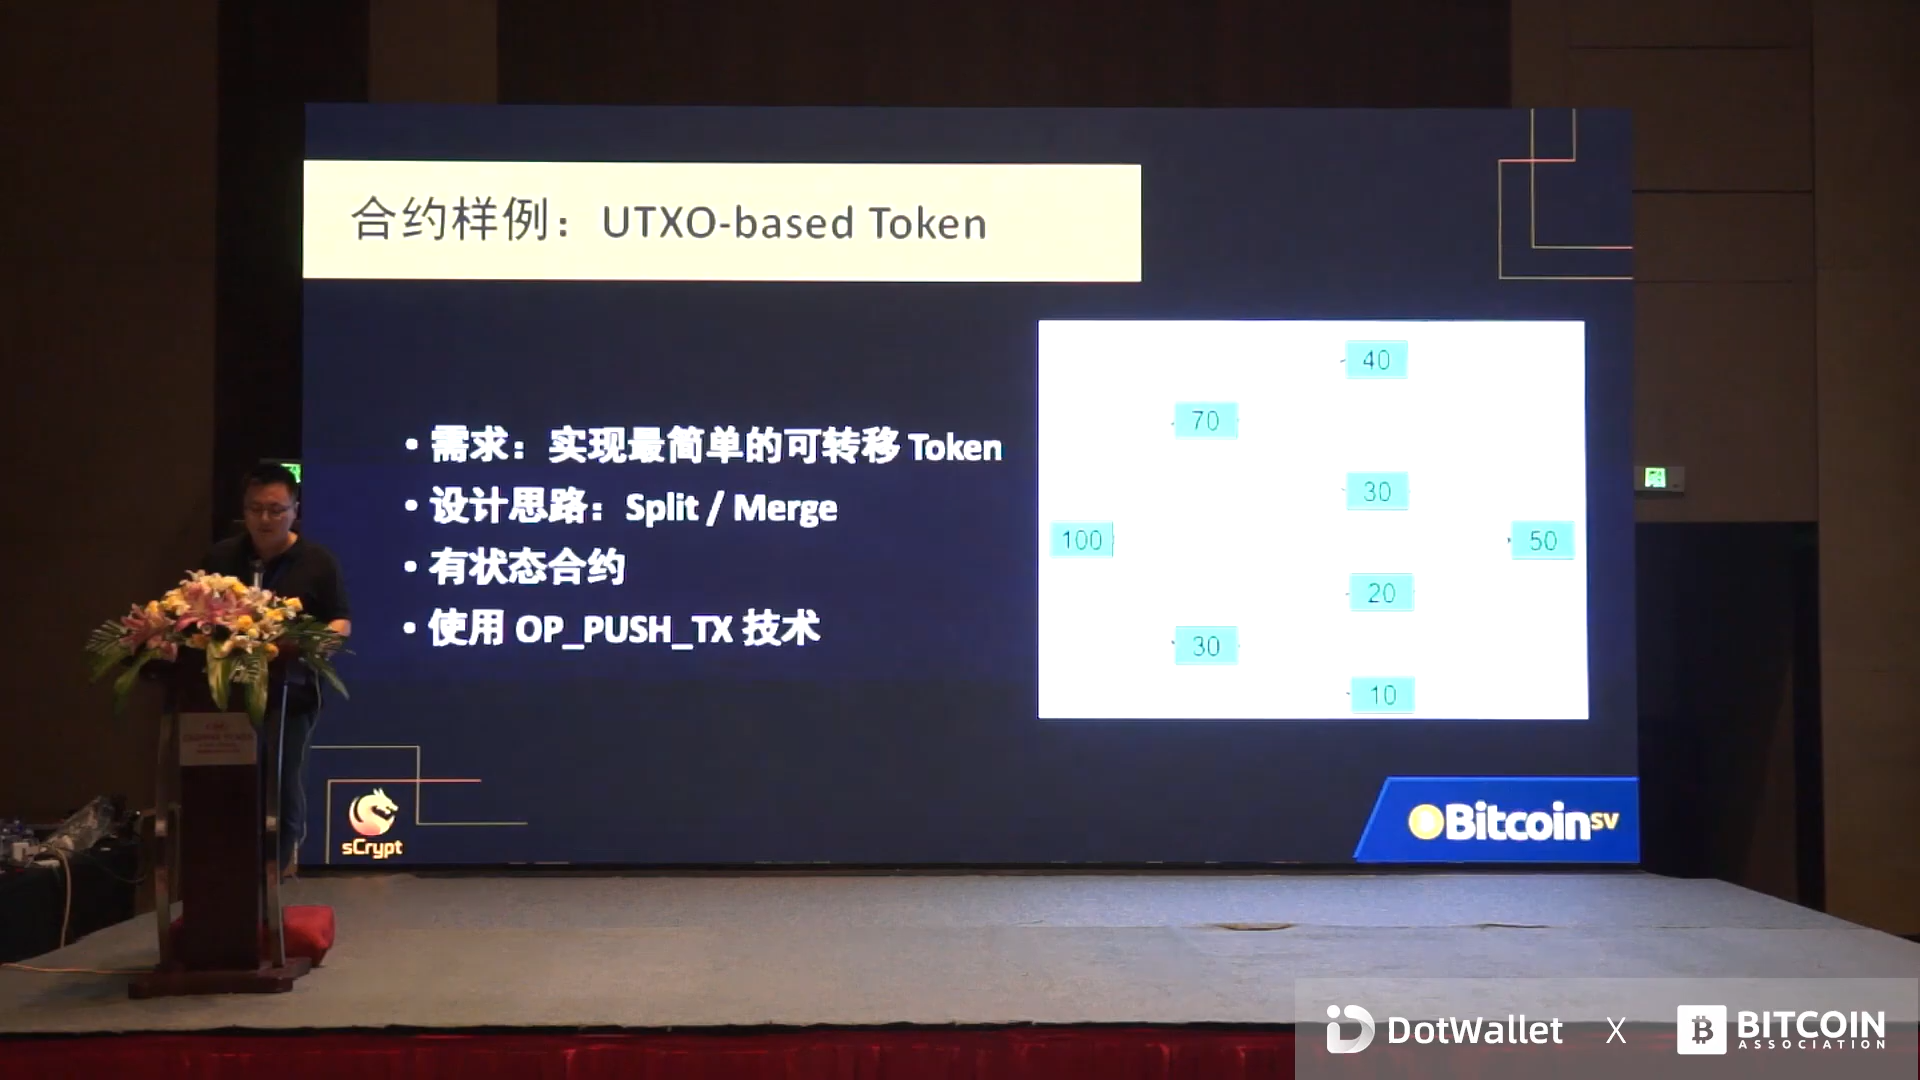 合约样例：UTXO-based Token
• 需求：实现最简单的可转移 Token
• 设计思路：Split / Merge
• 有状态合约
• 使用 OP_PUSH_TX 技术
40
70
30
100
50
20
30
10
sCrypt
BitcoinSV
DotWallet X BITCOIN
ASSOCIATION